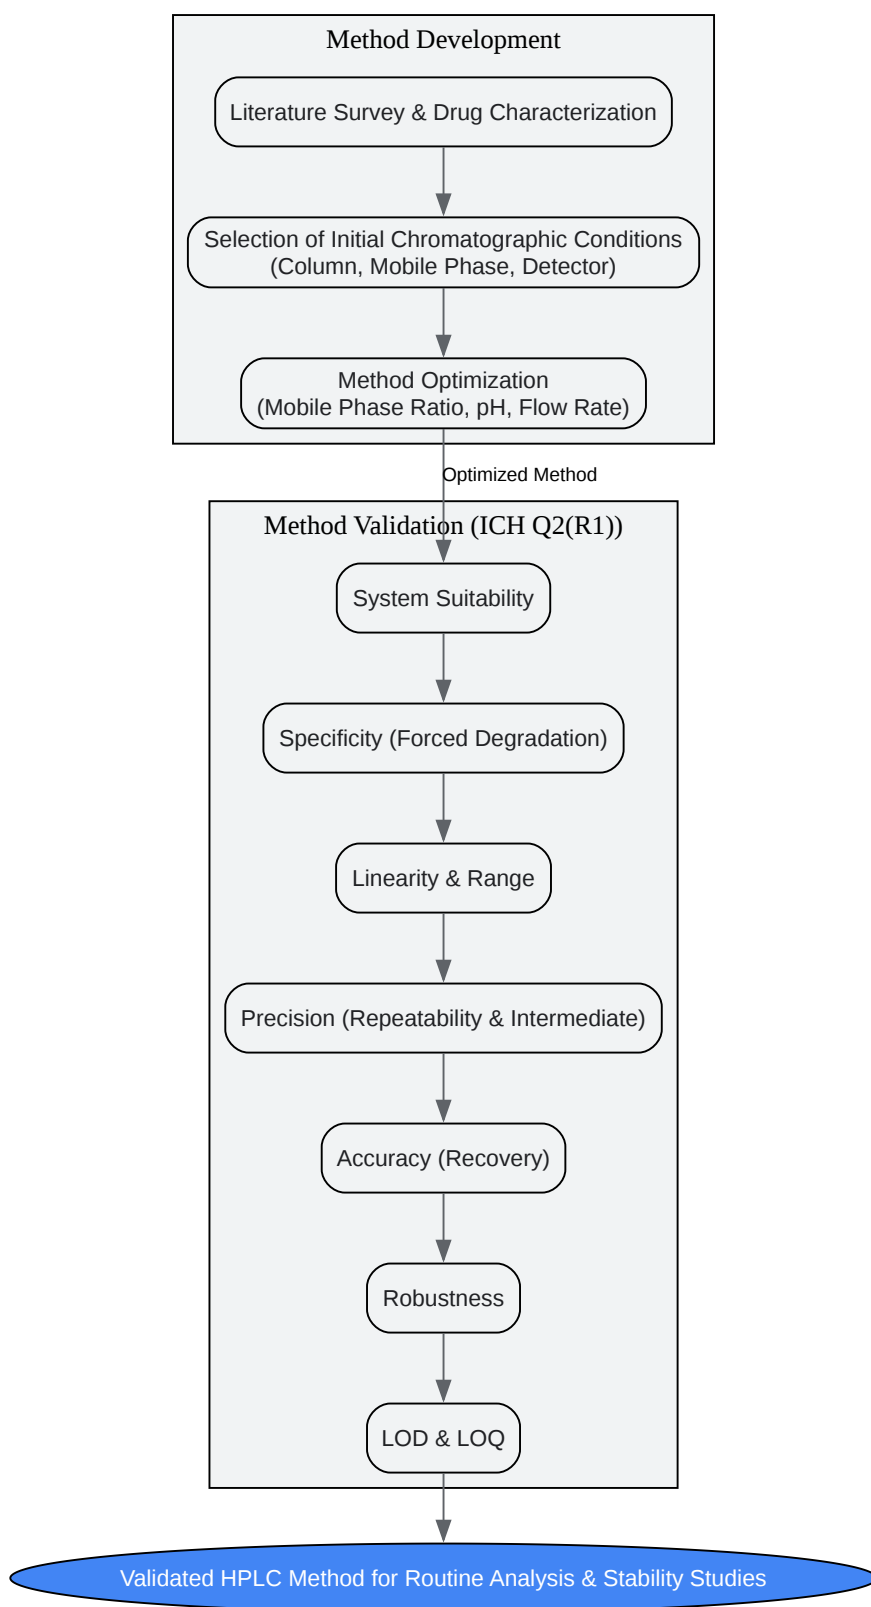 Method Development
Literature Survey & Drug Characterization
Selection of Initial Chromatographic Conditions
(Column, Mobile Phase, Detector)
Method Optimization
(Mobile Phase Ratio, pH, Flow Rate)
Optimized Method
Method Validation (ICH Q2(R1))
System Suitability
Specificity (Forced Degradation)
Linearity & Range
Precision (Repeatability & Intermediate)
Accuracy (Recovery)
Robustness
LOD & LOQ
Validated HPLC Method for Routine Analysis & Stability Studies